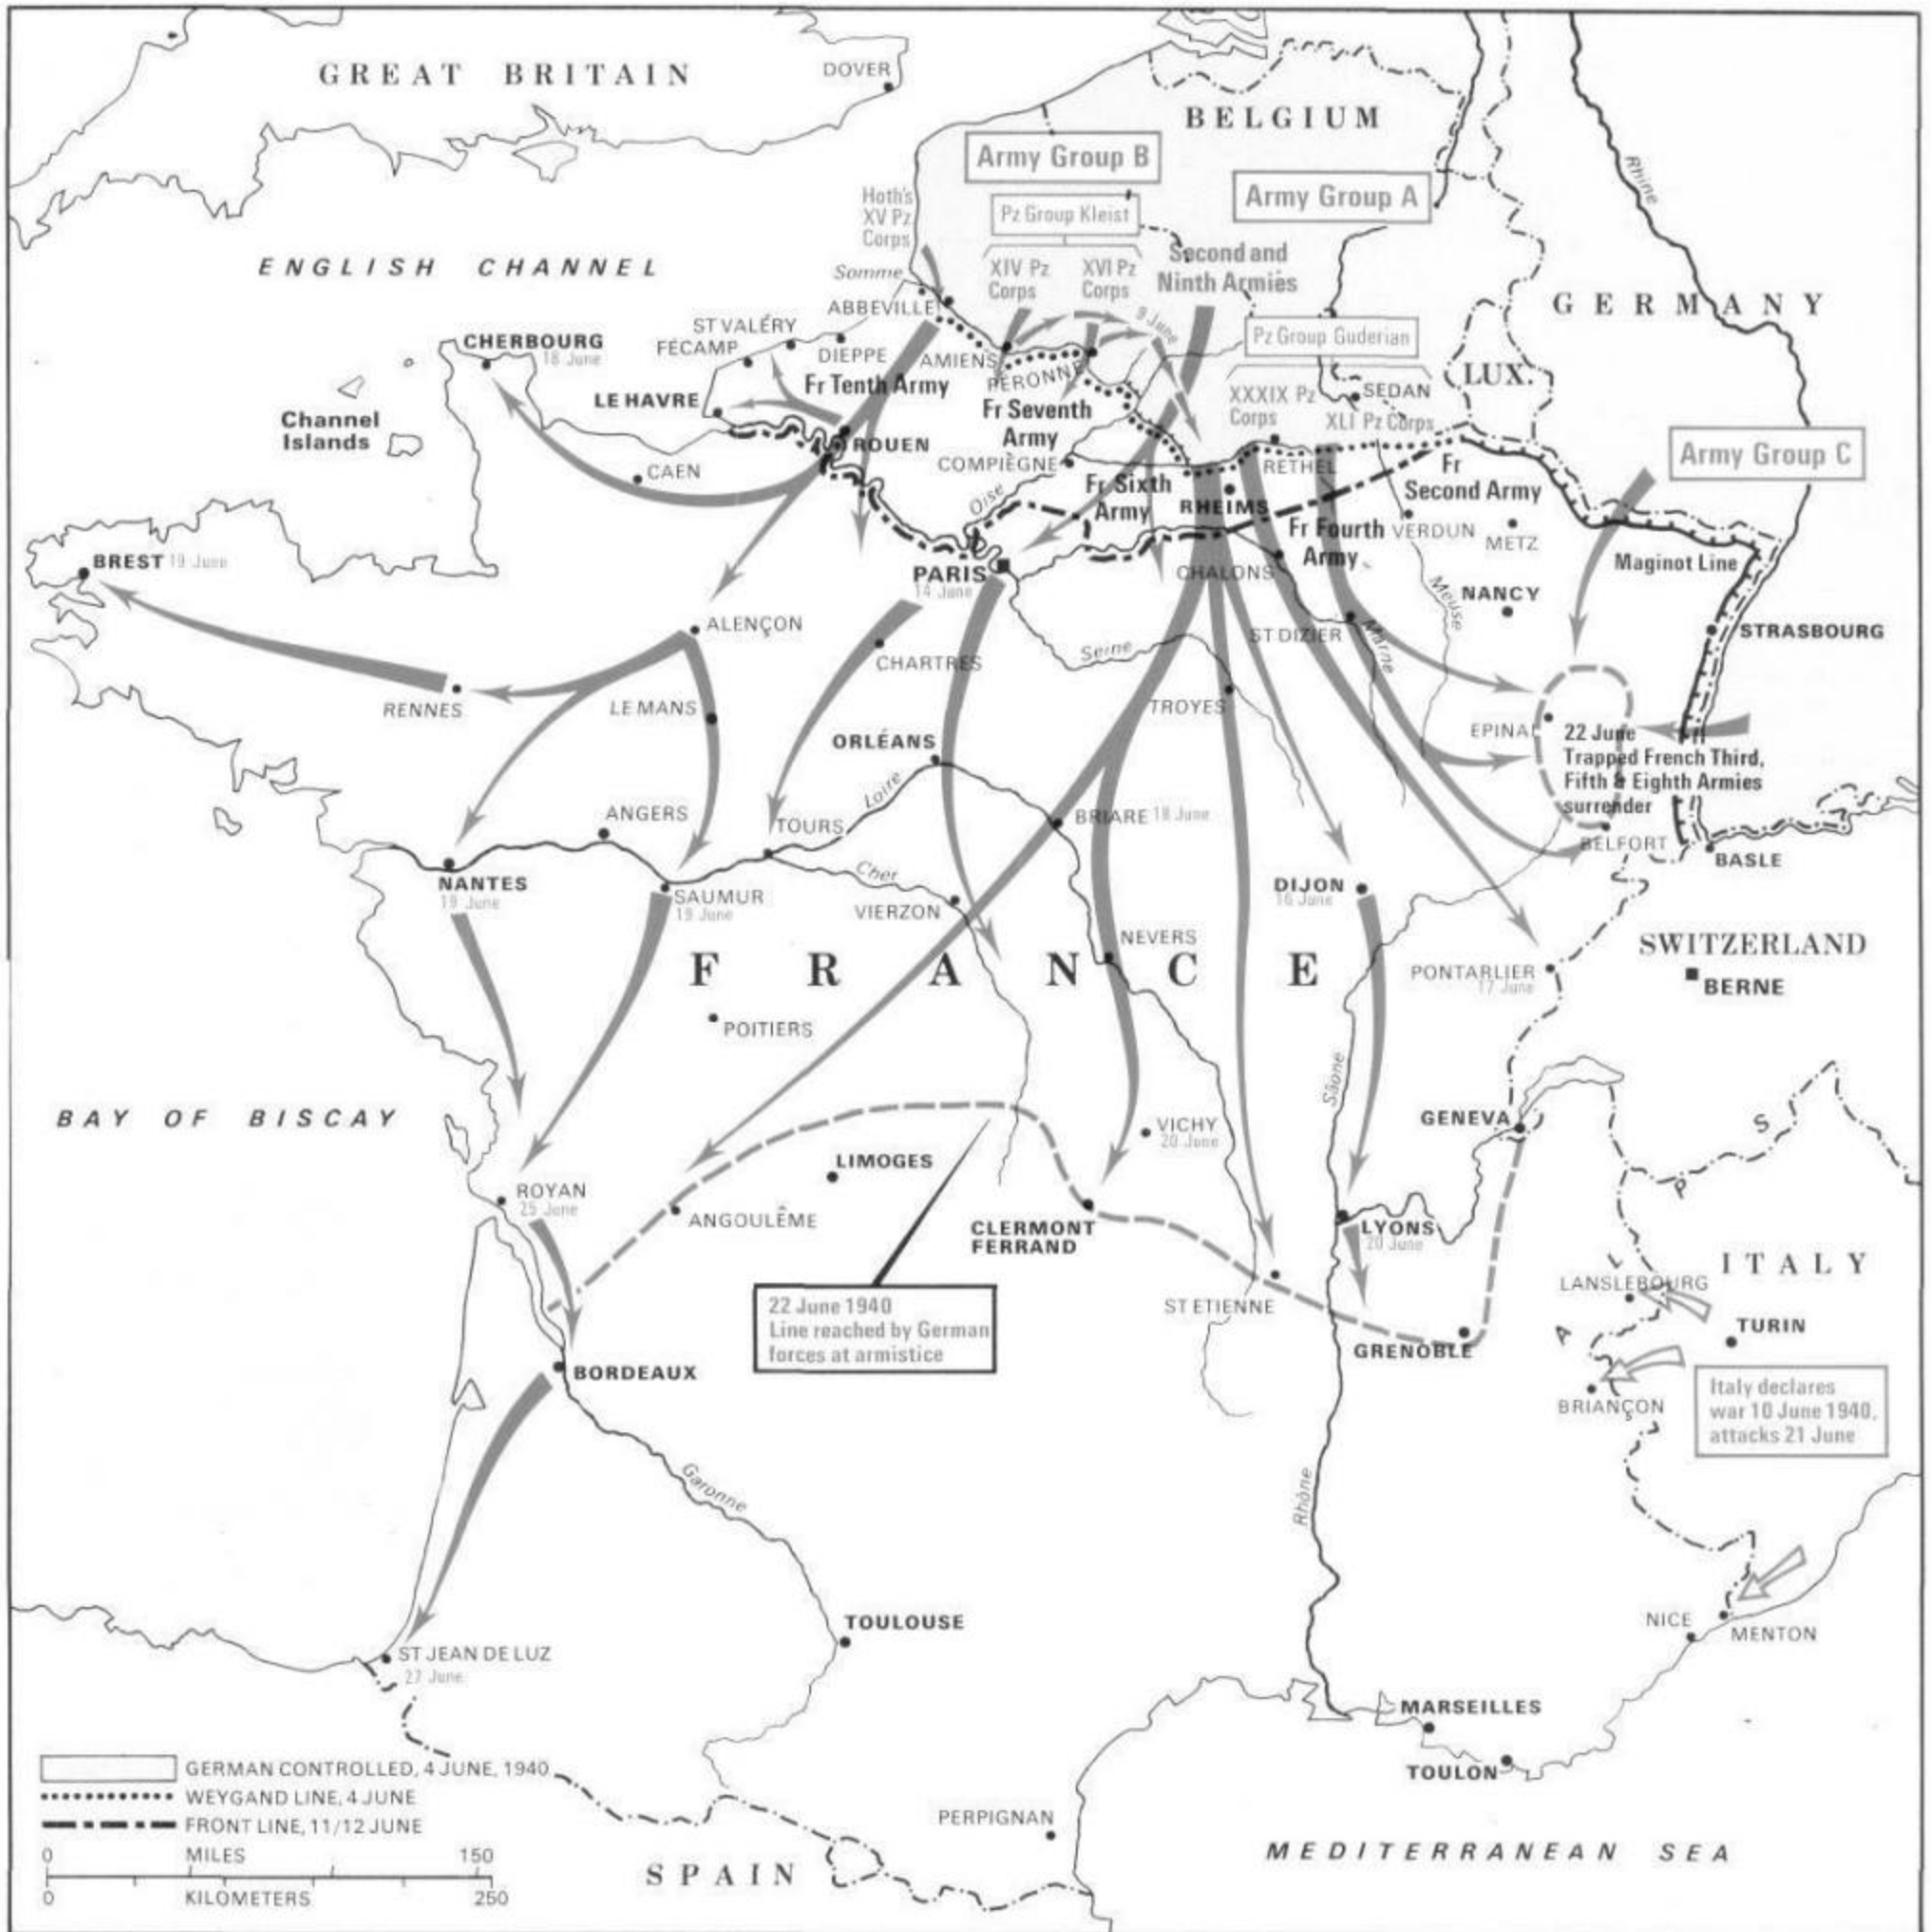 GREAT BRITAIN
DOVER
BELGIUM
Army Group B
Army Group A
Rhine
Hoth's
XV Pz
Corps
Pz Group Kleist
ENGLISH CHANNEL
Somme
XIV Pz
Corps
XVI Pz
Corps
Second and
Ninth Armies
GERMANY
ABBEVILLE
9 June
ST VALÉRY
FÉCAMP
DIEPPE
AMIENS
PERONNE
Pz Group Guderian
CHERBOURG
18 June
LUX.
Fr Tenth Army
LE HAVRE
Fr Seventh
Army
XXXIX Pz
Corps
SEDAN
XLI Pz Corps
Channel
Islands
ROUEN
COMPIÈGNE
RETHEL
Fr
Second Army
Army Group C
CAEN
Oise
Fr Sixth
Army
RHEIMS
Fr Fourth
Army
VERDUN
METZ
Maginot Line
BREST 19 June
PARIS
14 June
CHALONS
Meuse
NANCY
ALENÇON
ST DIZIER
Marne
STRASBOURG
CHARTRES
Seine
RENNES
LE MANS
TROYES
EPINAL
22 June
Trapped French Third,
Fifth & Eighth Armies
surrender
ORLÉANS
Loire
ANGERS
TOURS
BRIARE 18 June
BELFORT
BASLE
Cher
NANTES
19 June
SAUMUR
19 June
VIERZON
DIJON
16 June
NEVERS
FRANCE
SWITZERLAND
BERNE
PONTARLIER
17 June
POITIERS
Sâone
BAY OF BISCAY
VICHY
20 June
GENEVA
ALPS
LIMOGES
ROYAN
25 June
ANGOULÊME
CLERMONT
FERRAND
LYONS
20 June
ITALY
LANSLEBOURG
22 June 1940
Line reached by German
forces at armistice
ST ETIENNE
TURIN
GRENOBLE
BORDEAUX
BRIANÇON
Italy declares
war 10 June 1940,
attacks 21 June
Garonne
Rhône
TOULOUSE
NICE
MENTON
ST JEAN DE LUZ
27 June
MARSEILLES
TOULON
GERMAN CONTROLLED, 4 JUNE, 1940
WEYGAND LINE, 4 JUNE
FRONT LINE, 11/12 JUNE
0 MILES 150
0 KILOMETERS 250
PERPIGNAN
SPAIN
MEDITERRANEAN SEA